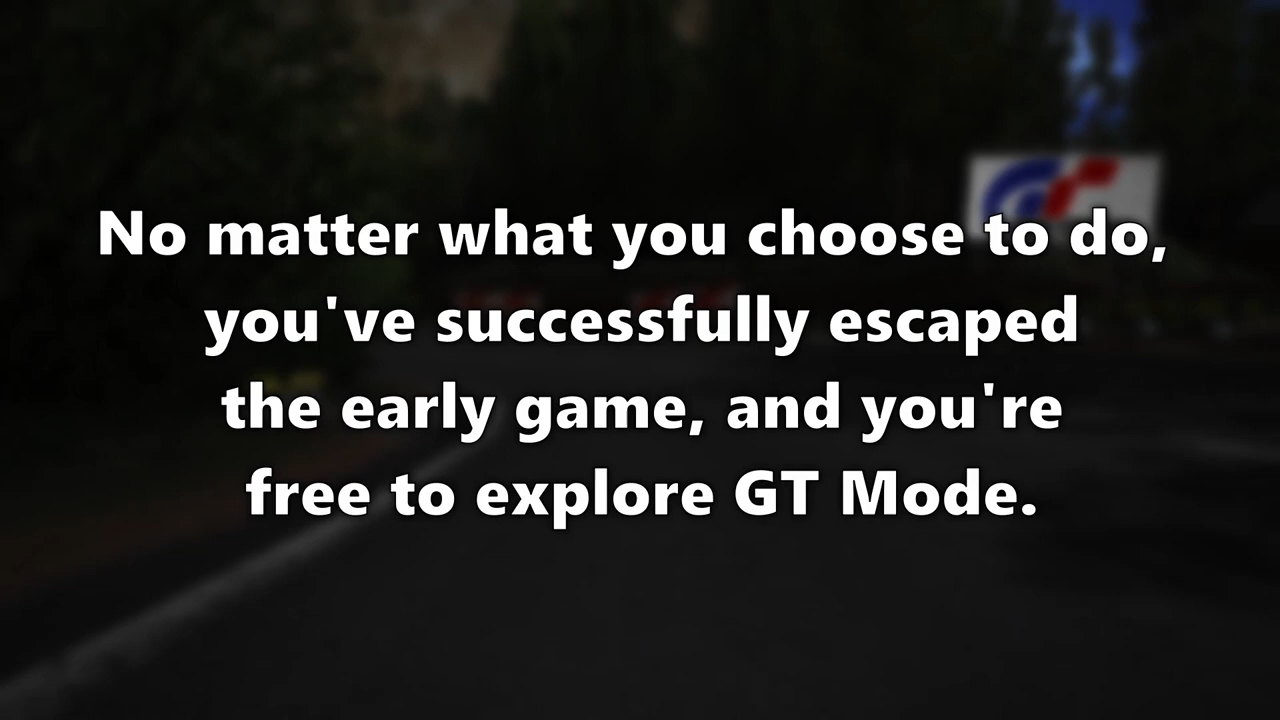 No matter what you choose to do,
you've successfully escaped
the early game, and you're
free to explore GT Mode.